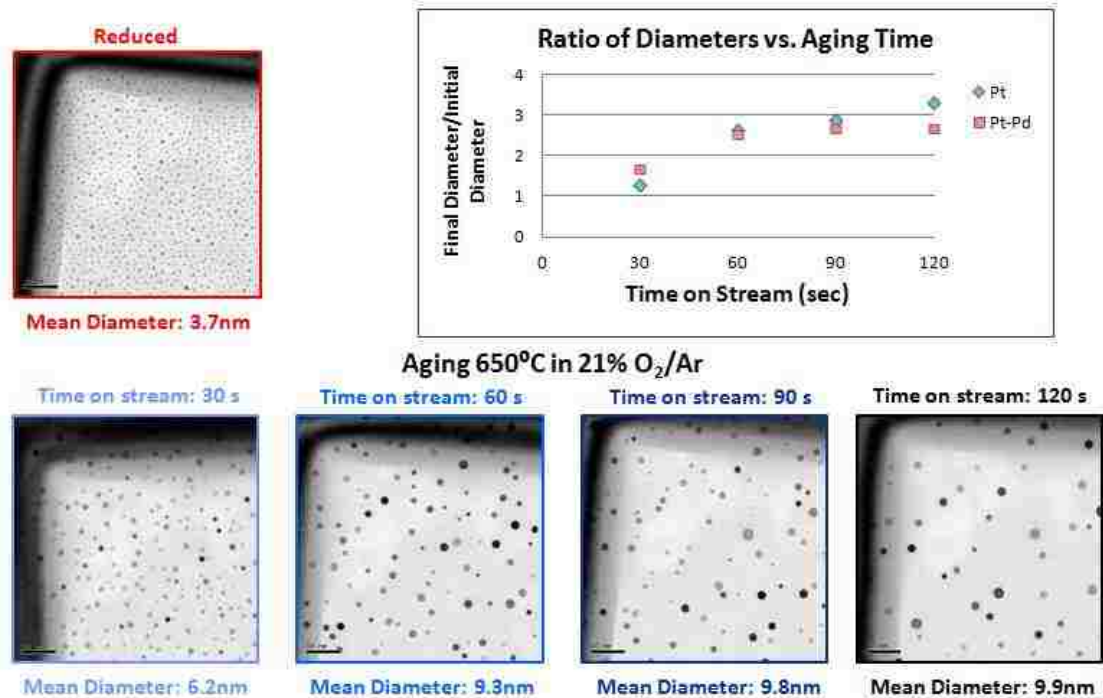 Reduced
Mean Diameter: 3.7nm
Ratio of Diameters vs. Aging Time
Final Diameter/Initial
Diameter
4
3
2
1
0
0
30
60
90
120
Time on Stream (sec)
Pt
Pt-Pd
Aging 650⁰C in 21% O₂/Ar
Time on stream: 30 s
Time on stream: 60 s
Time on stream: 90 s
Time on stream: 120 s
Mean Diameter: 6.2nm
Mean Diameter: 9.3nm
Mean Diameter: 9.8nm
Mean Diameter: 9.9nm